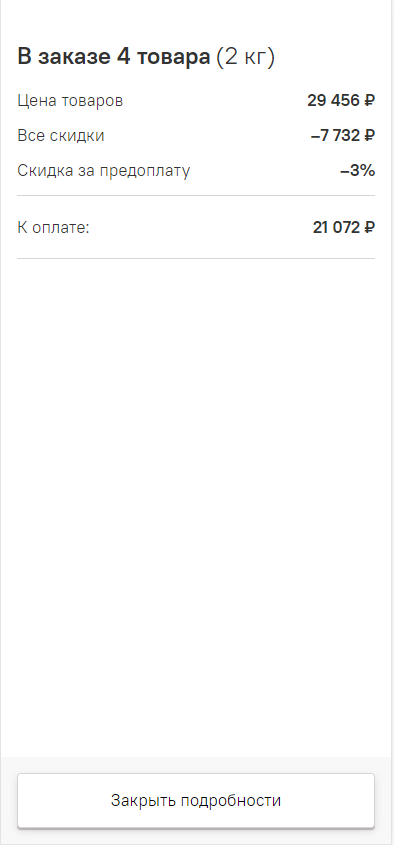 В заказе 4 товара (2 кг)
Цена товаров 29 456 ₽
Все скидки –7 732 ₽
Скидка за предоплату –3%
К оплате: 21 072 ₽
Закрыть подробности